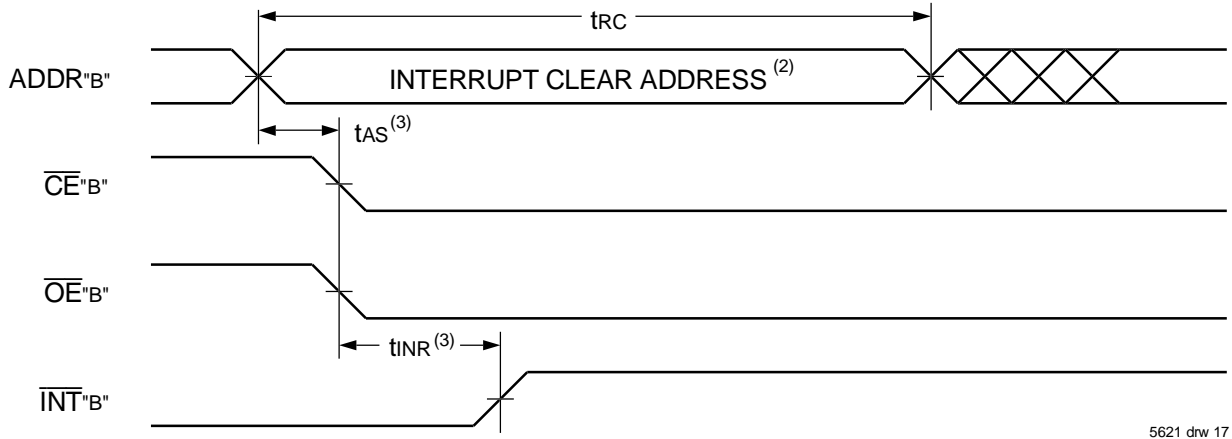 tRC
ADDR"B"
INTERRUPT CLEAR ADDRESS (2)
tAS(3)
CE"B"
OE"B"
tINR(3)
INT"B"
5621 drw 17